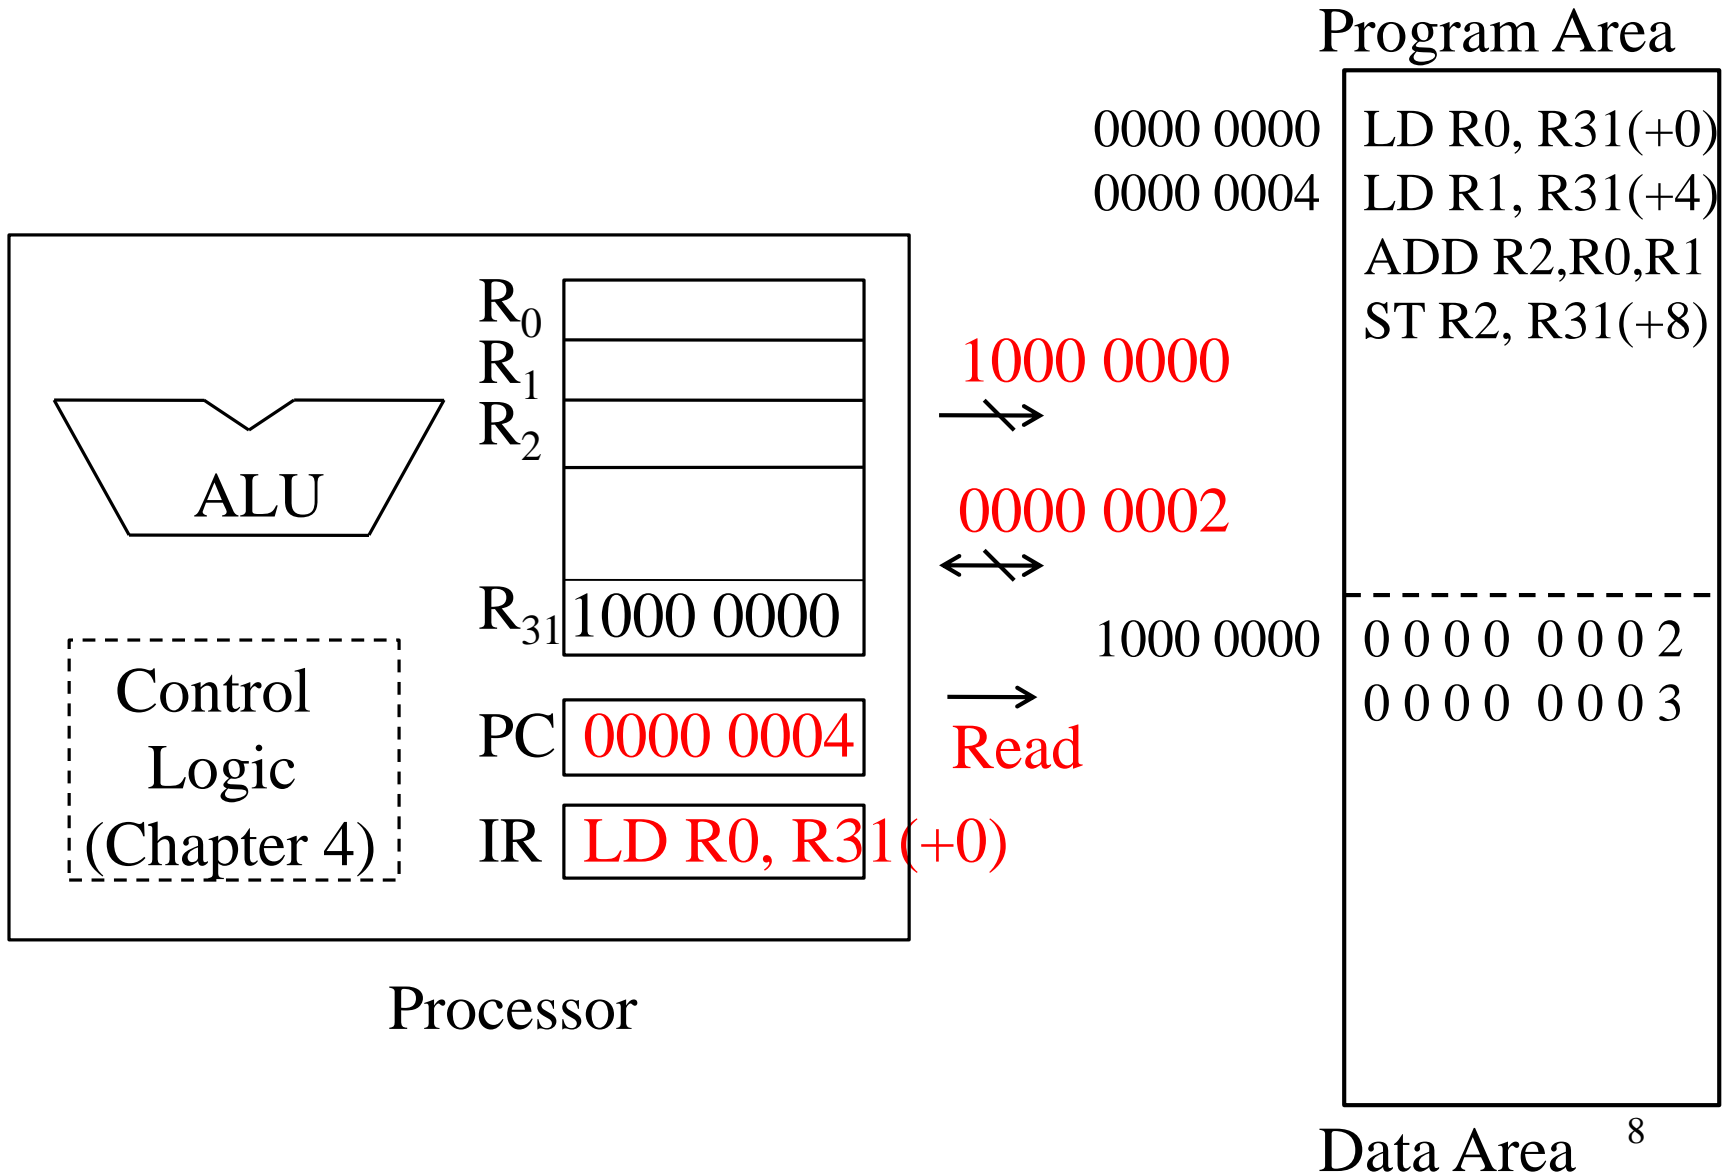 Program Area
0000 0000 LD R0, R31(+0)
0000 0004 LD R1, R31(+4)
ADD R2,R0,R1
ST R2, R31(+8)
R0
R1
R2
R31 1000 0000
ALU
Control
Logic
(Chapter 4)
PC 0000 0004
IR LD R0, R31(+0)
Processor
1000 0000
0000 0002
Read
1000 0000 0 0 0 0 0 0 0 2
0 0 0 0 0 0 0 3
Data Area
8